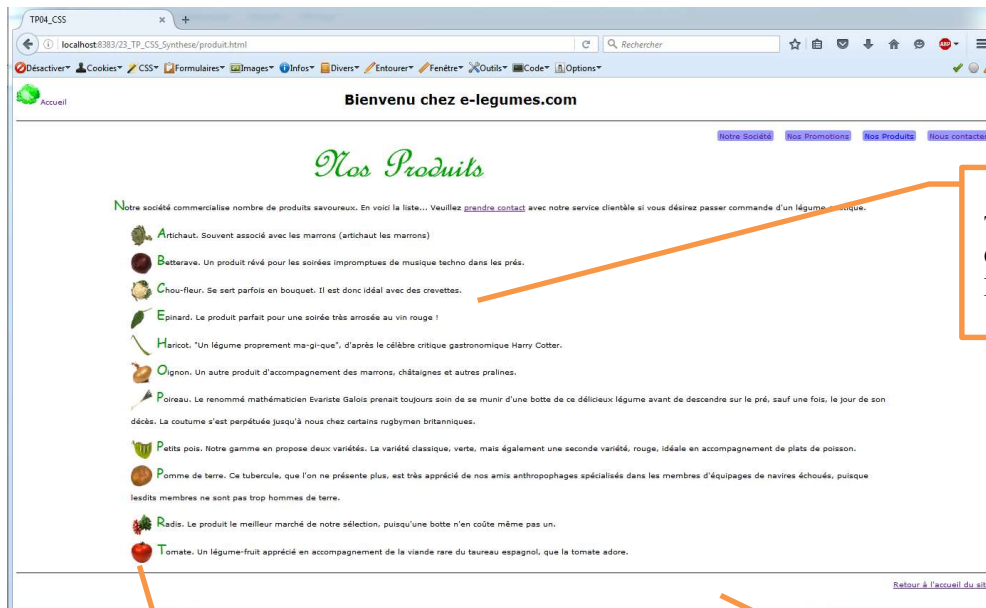 TP04_CSS
localhost:8383/23_TP_CSS_Synthese/produit.html
Rechercher
ABP
Désactiver Cookies CSS Formulaires Images Infos Divers Entourer Fenêtre Outils Code Options
Accueil
Bienvenu chez e-legumes.com
Notre Société Nos Promotions Nos Produits Nous contacter
Nos Produits
Notre société commercialise nombre de produits savoureux. En voici la liste... Veuillez prendre contact avec notre service clientèle si vous désirez passer commande d'un légume
Artichaut. Souvent associé avec les marrons (artichaut les marrons)
Betterave. Un produit rêvé pour les soirées impromptues de musique techno dans les prés.
Chou-fleur. Se sert parfois en bouquet. Il est donc idéal avec des crevettes.
Epinard. Le produit parfait pour une soirée très arrosée au vin rouge !
Haricot. "Un légume proprement ma-gi-que", d'après le célèbre critique gastronomique Harry Cotter.
Oignon. Un autre produit d'accompagnement des marrons, châtaignes et autres pralines.
Poireau. Le renommé mathématicien Evariste Galois prenait toujours soin de se munir d'une botte de ce délicieux légume avant de descendre sur le pré, sauf une fois, le jour de son
décès. La coutume s'est perpétuée jusqu'à nous chez certains rugbymen britanniques.
Petits pois. Notre gamme en propose deux variétés. La variété classique, verte, mais également une seconde variété, rouge, idéale en accompagnement de plats de poisson.
Pomme de terre. Ce tubercule, que l'on ne présente plus, est très apprécié de nos amis anthropophages spécialisés dans les membres d'équipages de navires échoués, puisque
lesdits membres ne sont pas trop hommes de terre.
Radis. Le produit le meilleur marché de notre sélection, puisqu'une botte n'en coûte même pas un.
Tomate. Un légume-fruit apprécié en accompagnement de la viande rare du taureau espagnol, que la tomate adore.
Retour à l'accueil du sit